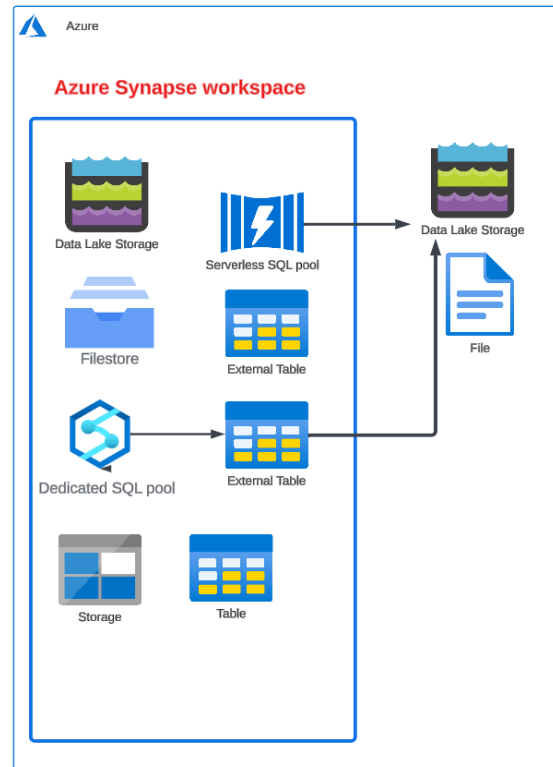 Azure
Azure Synapse workspace
Data Lake Storage
Serverless SQL pool
Data Lake Storage
Filestore
External Table
File
Dedicated SQL pool
External Table
Storage
Table